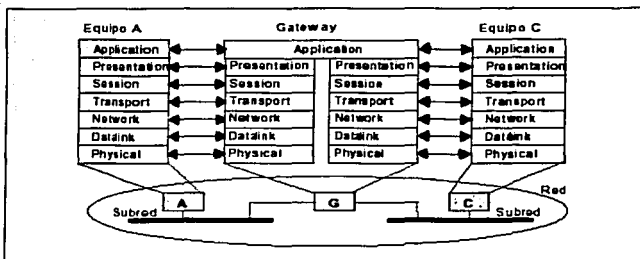 Equipo A Gateway Equipo C
Application Application Application
Presentation Presentation Presentation Presentation
Session Session Session Session
Transport Transport Transport Transport
Network Network Network Network
Datalink Datalink Datalink Datalink
Physical Physical Physical Physical
Red
A G C
Subred Subred